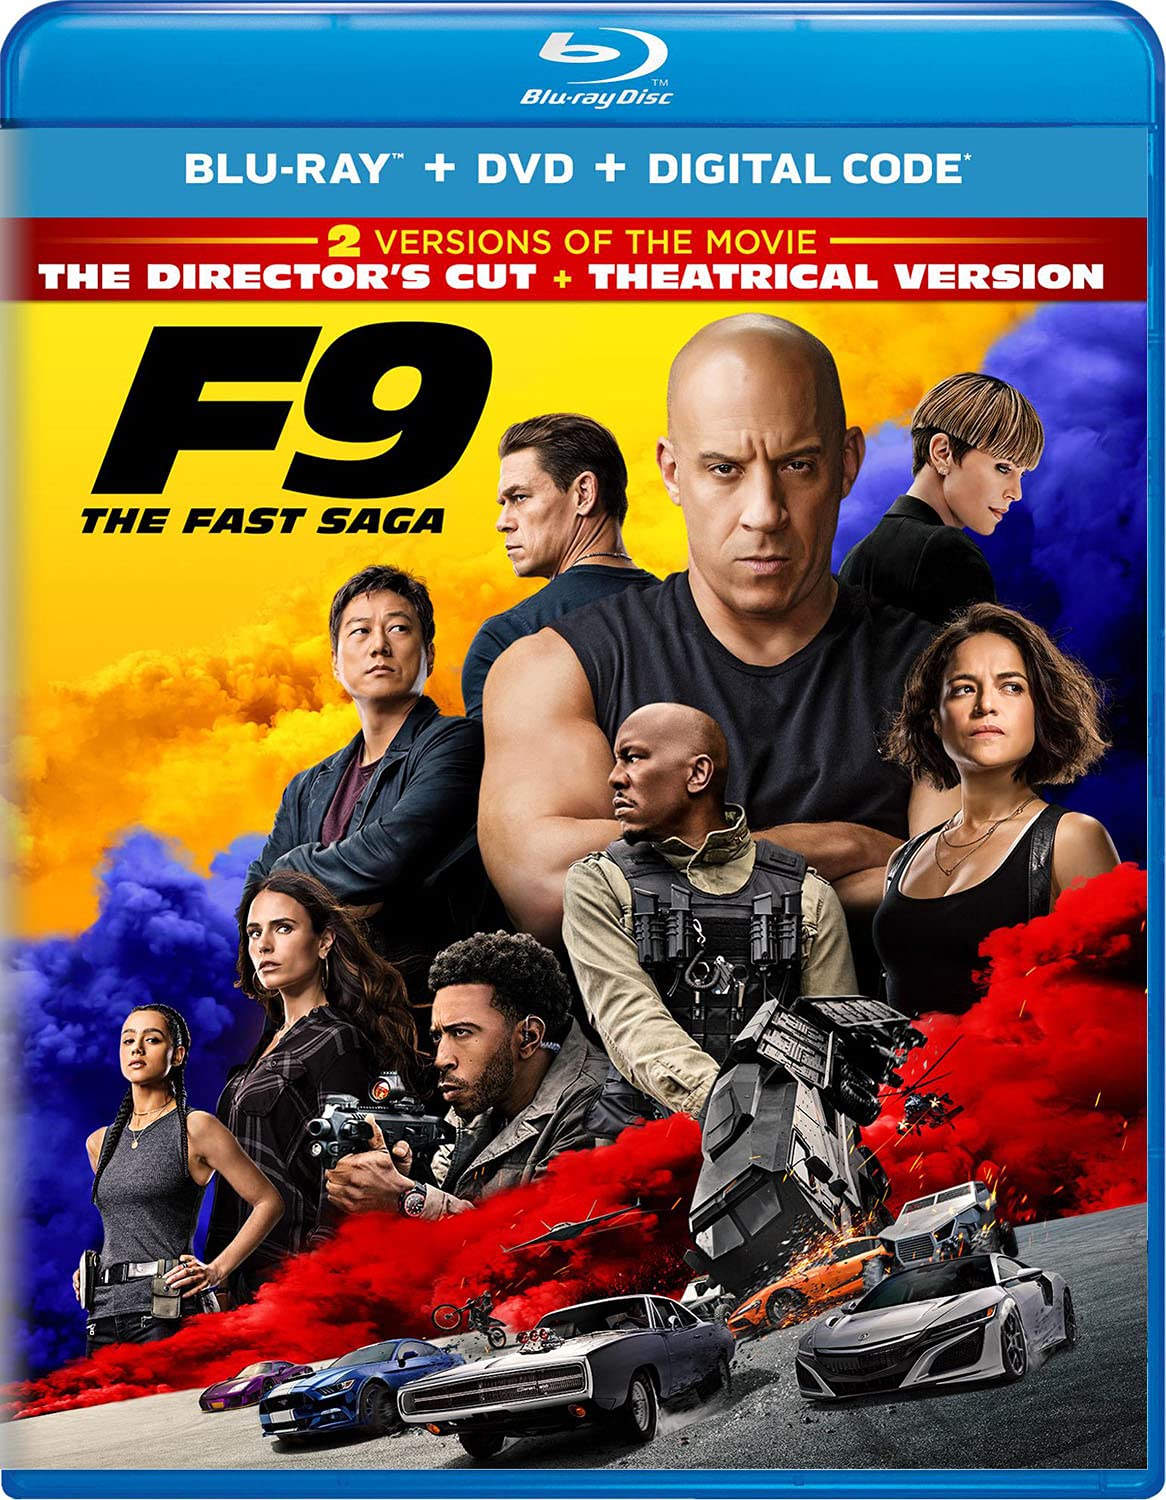 Blu-ray Disc™
BLU-RAY™ + DVD + DIGITAL CODE*
2 VERSIONS OF THE MOVIE
THE DIRECTOR'S CUT + THEATRICAL VERSION
F9
THE FAST SAGA